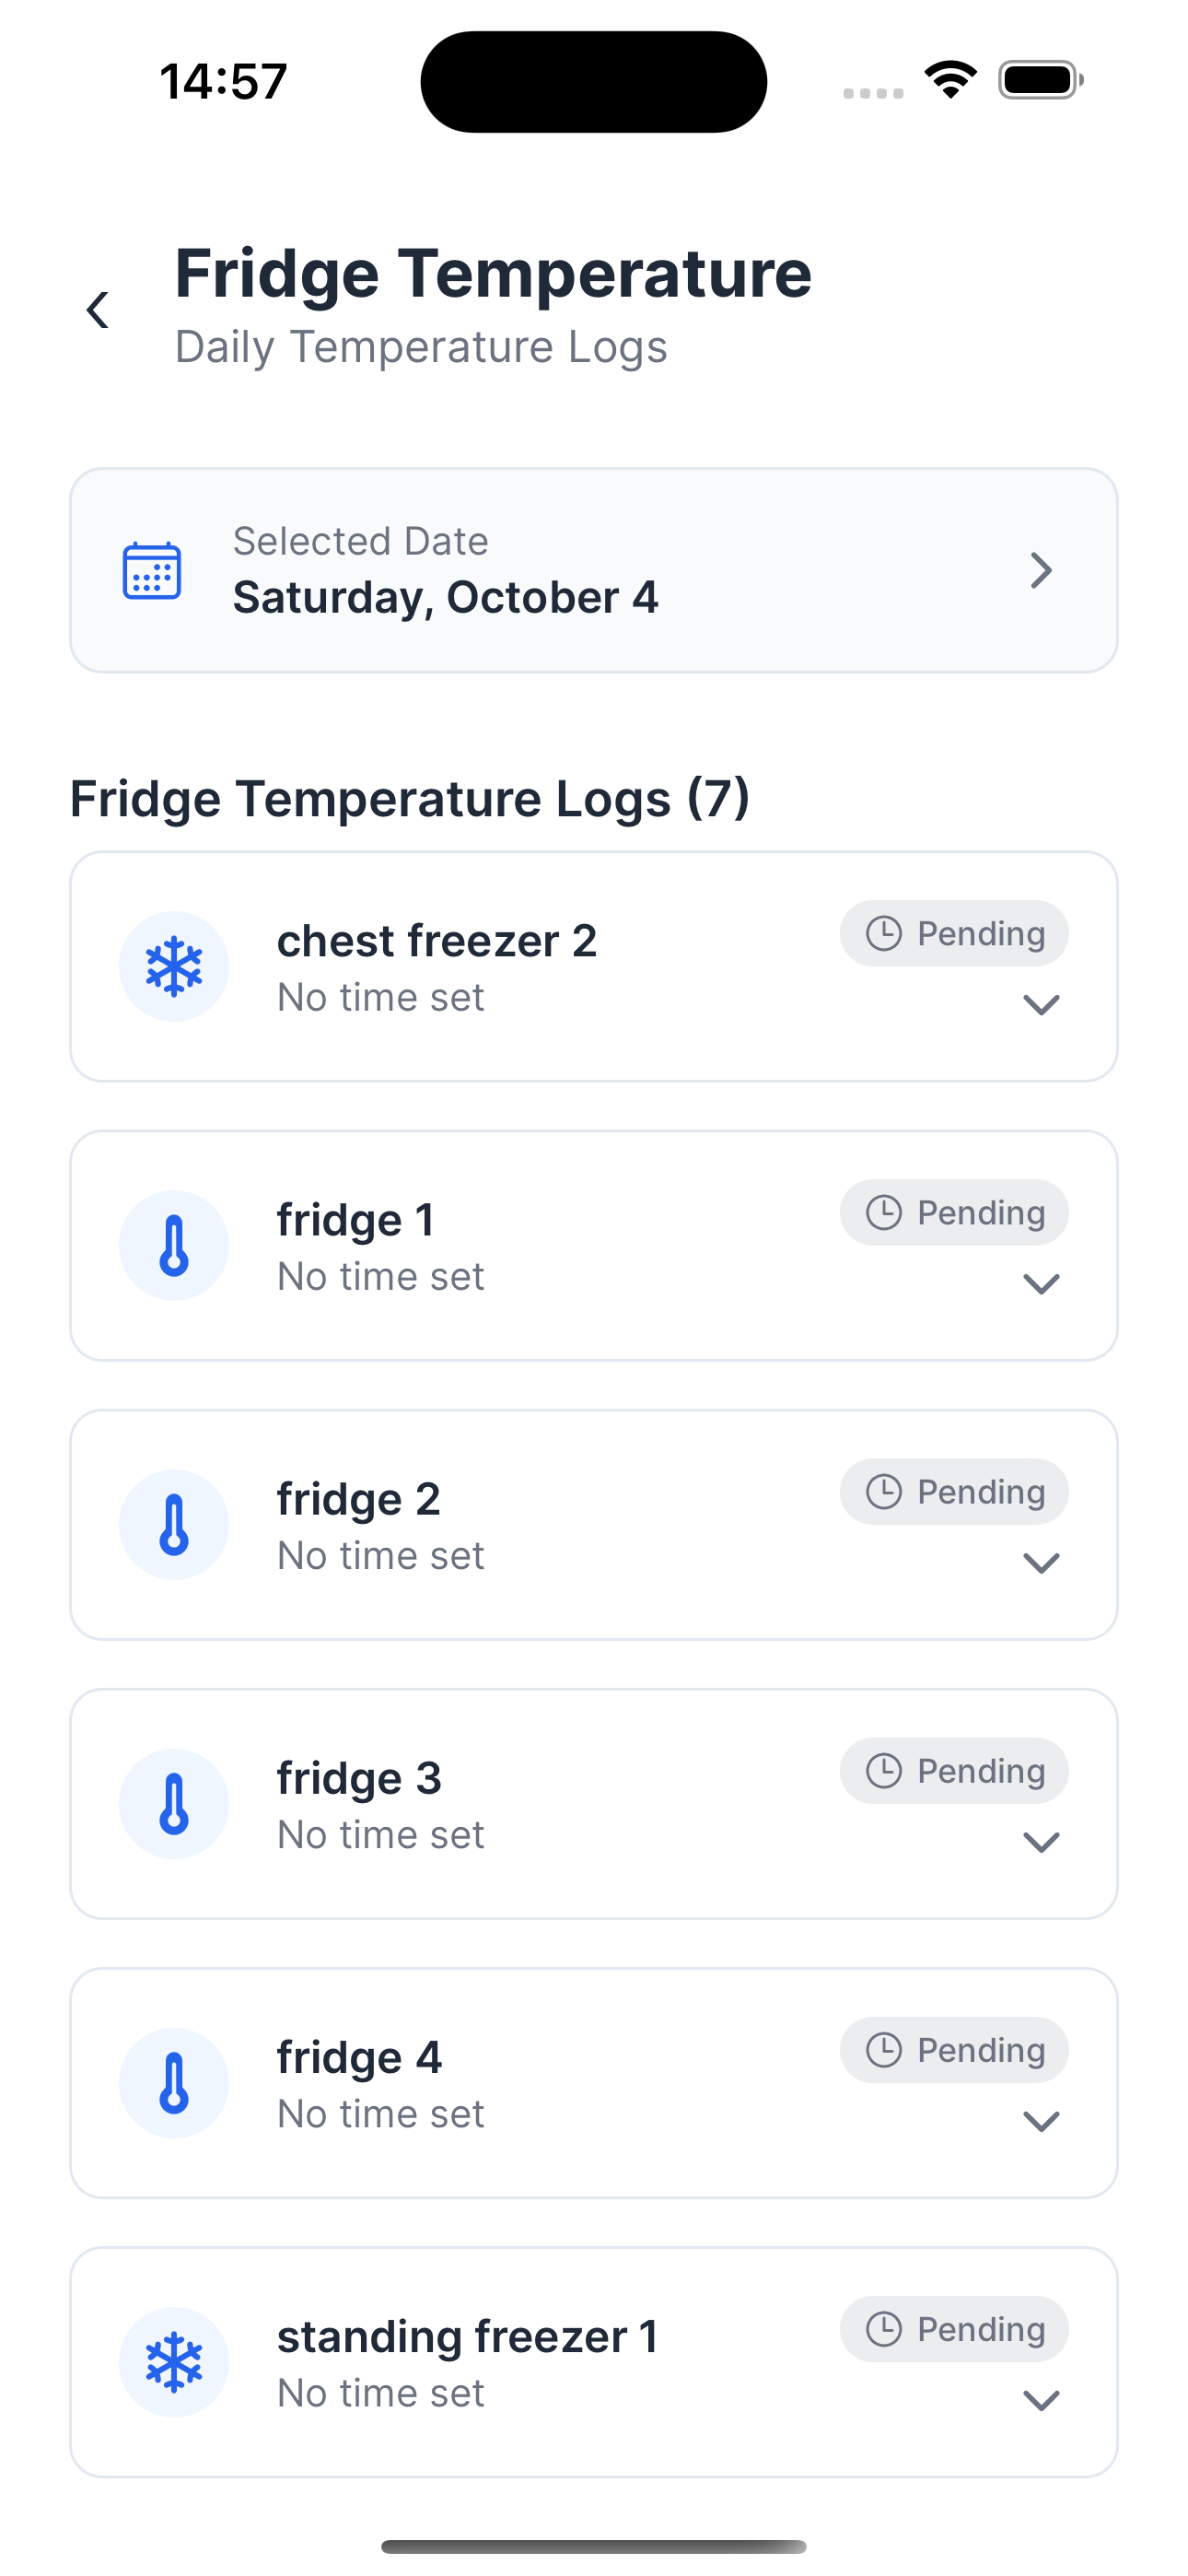 14:57
Fridge Temperature
Daily Temperature Logs
Selected Date
Saturday, October 4
Fridge Temperature Logs (7)
chest freezer 2
Pending
No time set
fridge 1
Pending
No time set
fridge 2
Pending
No time set
fridge 3
Pending
No time set
fridge 4
Pending
No time set
standing freezer 1
Pending
No time set